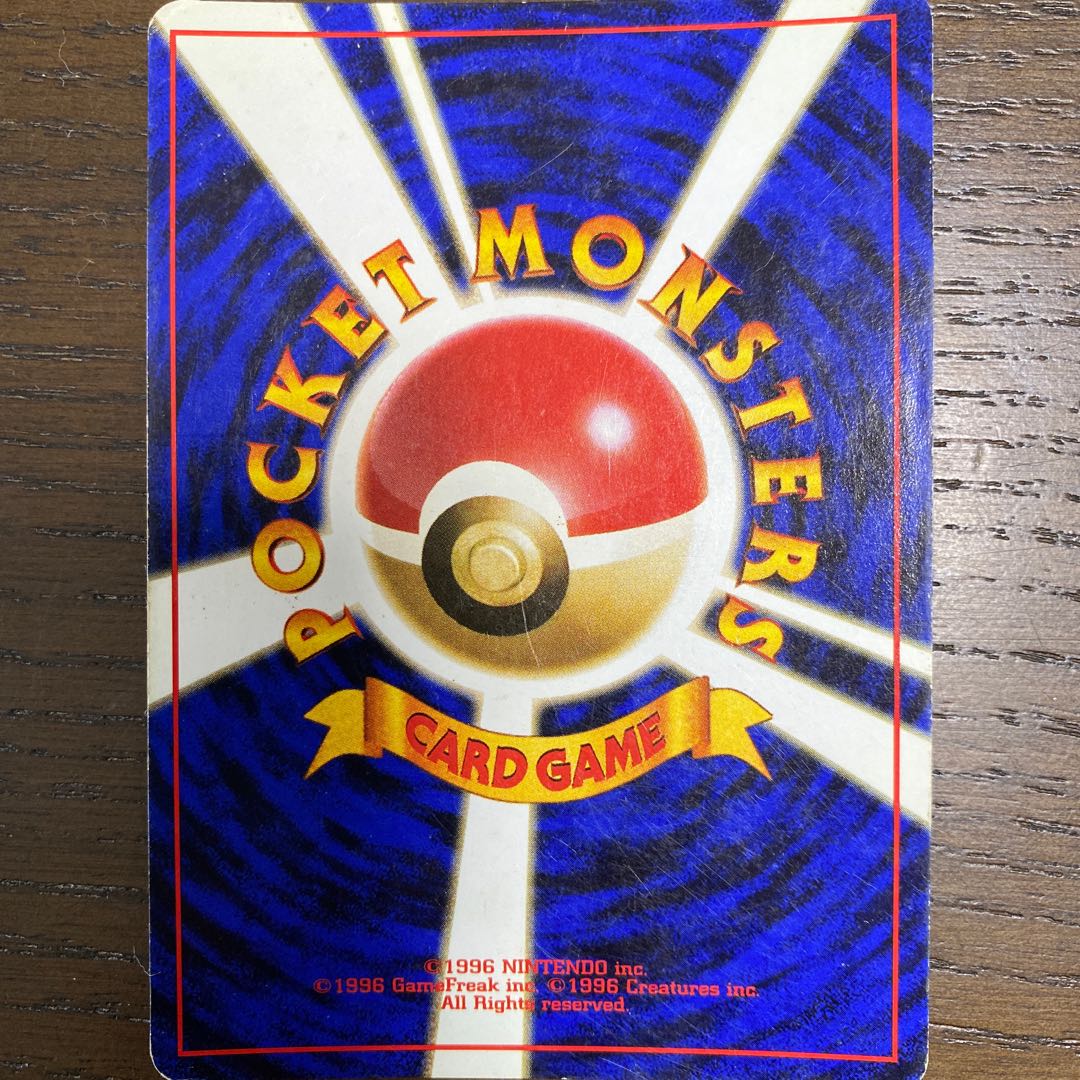 POCKET MONSTERS
CARD GAME
©1996 NINTENDO inc.
©1996 GameFreak inc. ©1996 Creatures inc.
All Rights reserved.